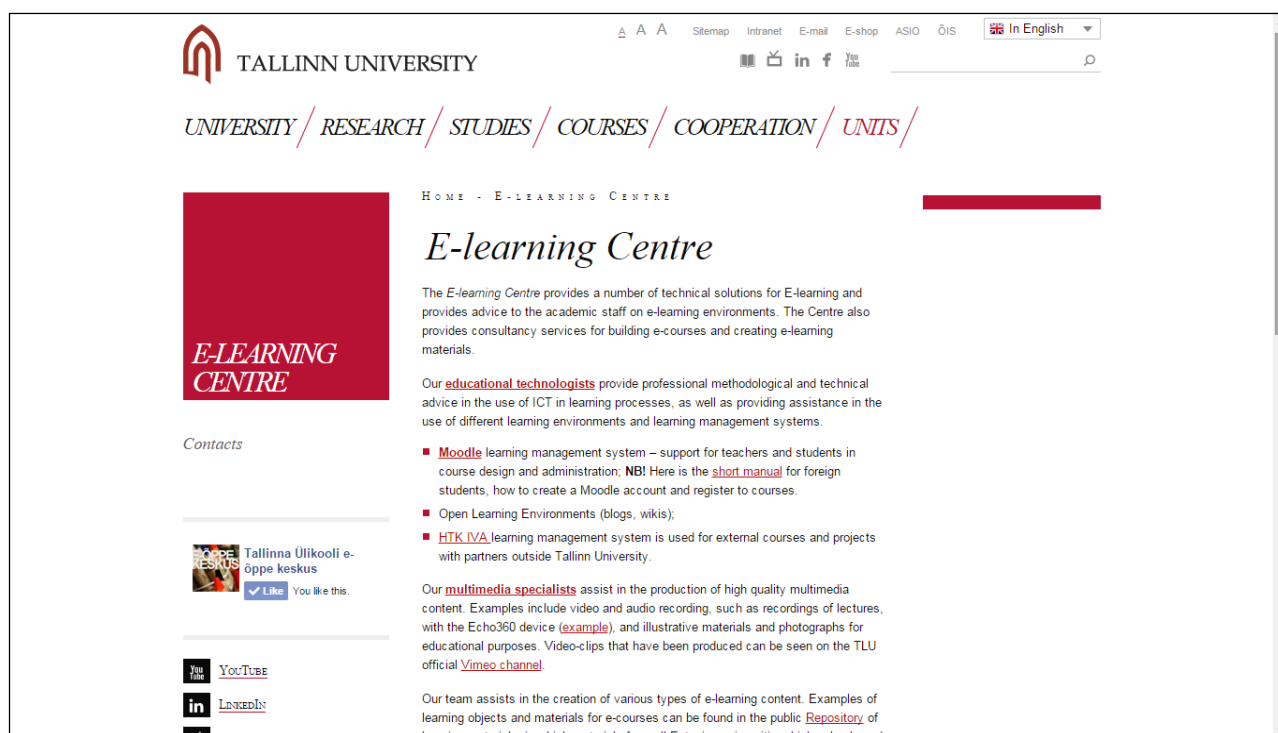 A A A Sitemap Intranet E-mail E-shop ASIO ÕIS In English
TALLINN UNIVERSITY
in f You Tube
UNIVERSITY / RESEARCH / STUDIES / COURSES / COOPERATION / UNITS /
E-LEARNING
CENTRE
Contacts
ÕPPE
KESKUS
Tallinna Ülikooli e-
õppe keskus
Like You like this.
You Tube YouTube
in LinkedIn
Home - E-learning Centre
E-learning Centre
The E-learning Centre provides a number of technical solutions for E-learning and
provides advice to the academic staff on e-learning environments. The Centre also
provides consultancy services for building e-courses and creating e-learning
materials.
Our educational technologists provide professional methodological and technical
advice in the use of ICT in learning processes, as well as providing assistance in the
use of different learning environments and learning management systems.
Moodle learning management system – support for teachers and students in
course design and administration; NB! Here is the short manual for foreign
students, how to create a Moodle account and register to courses.
Open Learning Environments (blogs, wikis);
HTK IVA learning management system is used for external courses and projects
with partners outside Tallinn University.
Our multimedia specialists assist in the production of high quality multimedia
content. Examples include video and audio recording, such as recordings of lectures,
with the Echo360 device (example), and illustrative materials and photographs for
educational purposes. Video-clips that have been produced can be seen on the TLU
official Vimeo channel.
Our team assists in the creation of various types of e-learning content. Examples of
learning objects and materials for e-courses can be found in the public Repository of